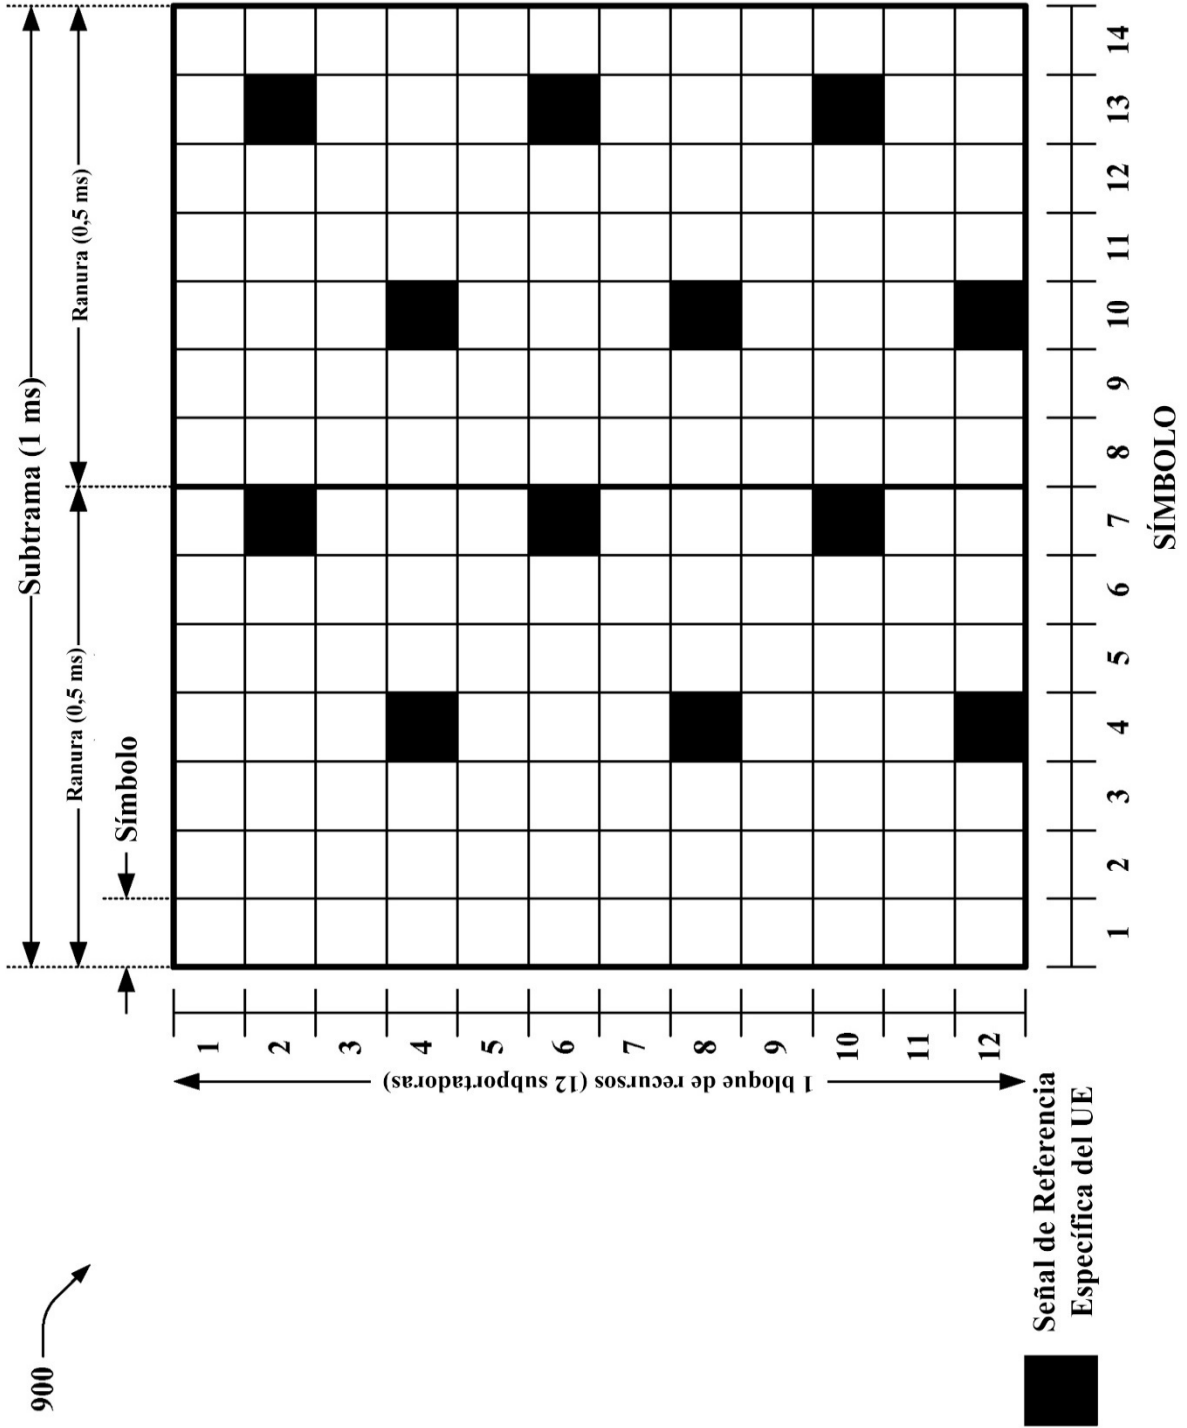 900
Subtrama (1 ms)
Ranura (0,5 ms)
Ranura (0,5 ms)
Símbolo
1 bloque de recursos (12 subportadoras)
1
2
3
4
5
6
7
8
9
10
11
12
1 2 3 4 5 6 7 8 9 10 11 12 13 14
SÍMBOLO
Señal de Referencia
Específica del UE